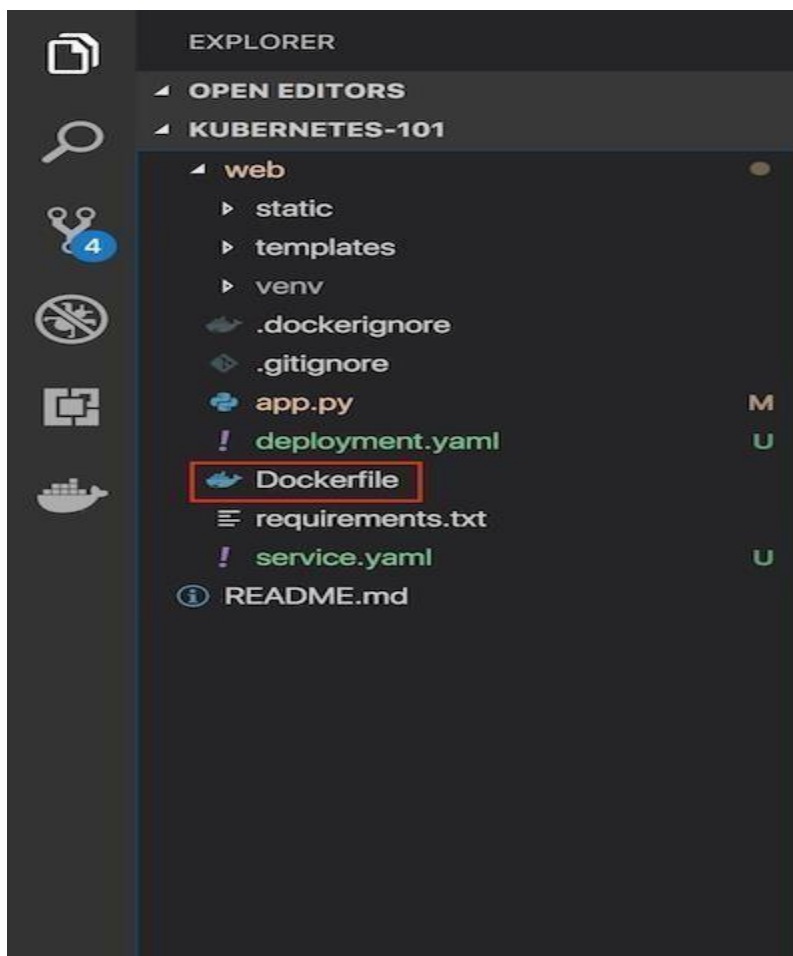 EXPLORER
OPEN EDITORS
KUBERNETES-101
web
static
templates
venv
4
.dockerignore
.gitignore
app.py M
deployment.yaml U
Dockerfile
requirements.txt
service.yaml U
README.md